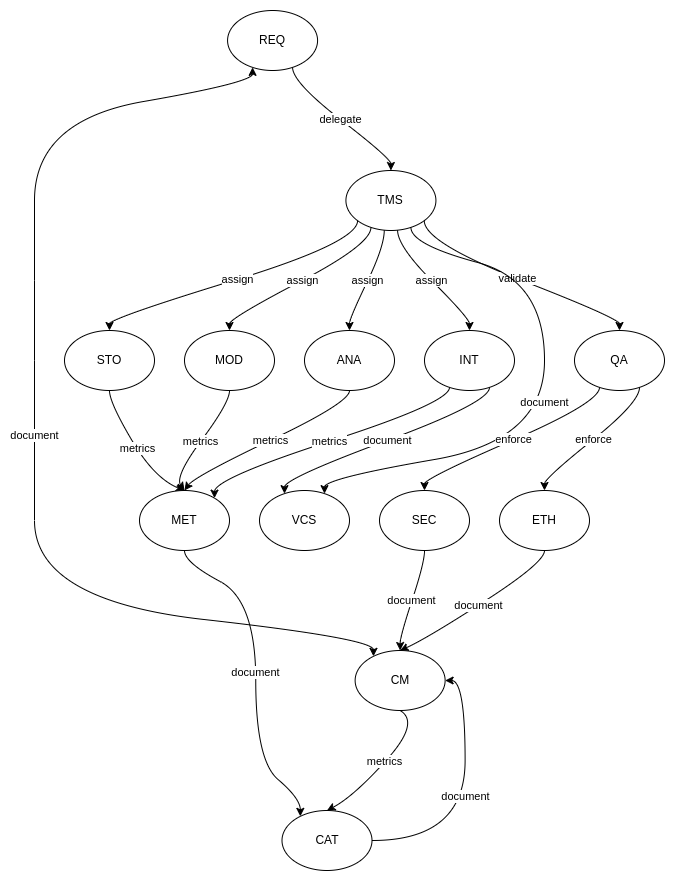 REQ
delegate
TMS
assign
assign
assign
assign
validate
STO
MOD
ANA
INT
QA
document
document
metrics
metrics
metrics
metrics
document
enforce
enforce
MET
VCS
SEC
ETH
document
document
document
CM
metrics
document
CAT